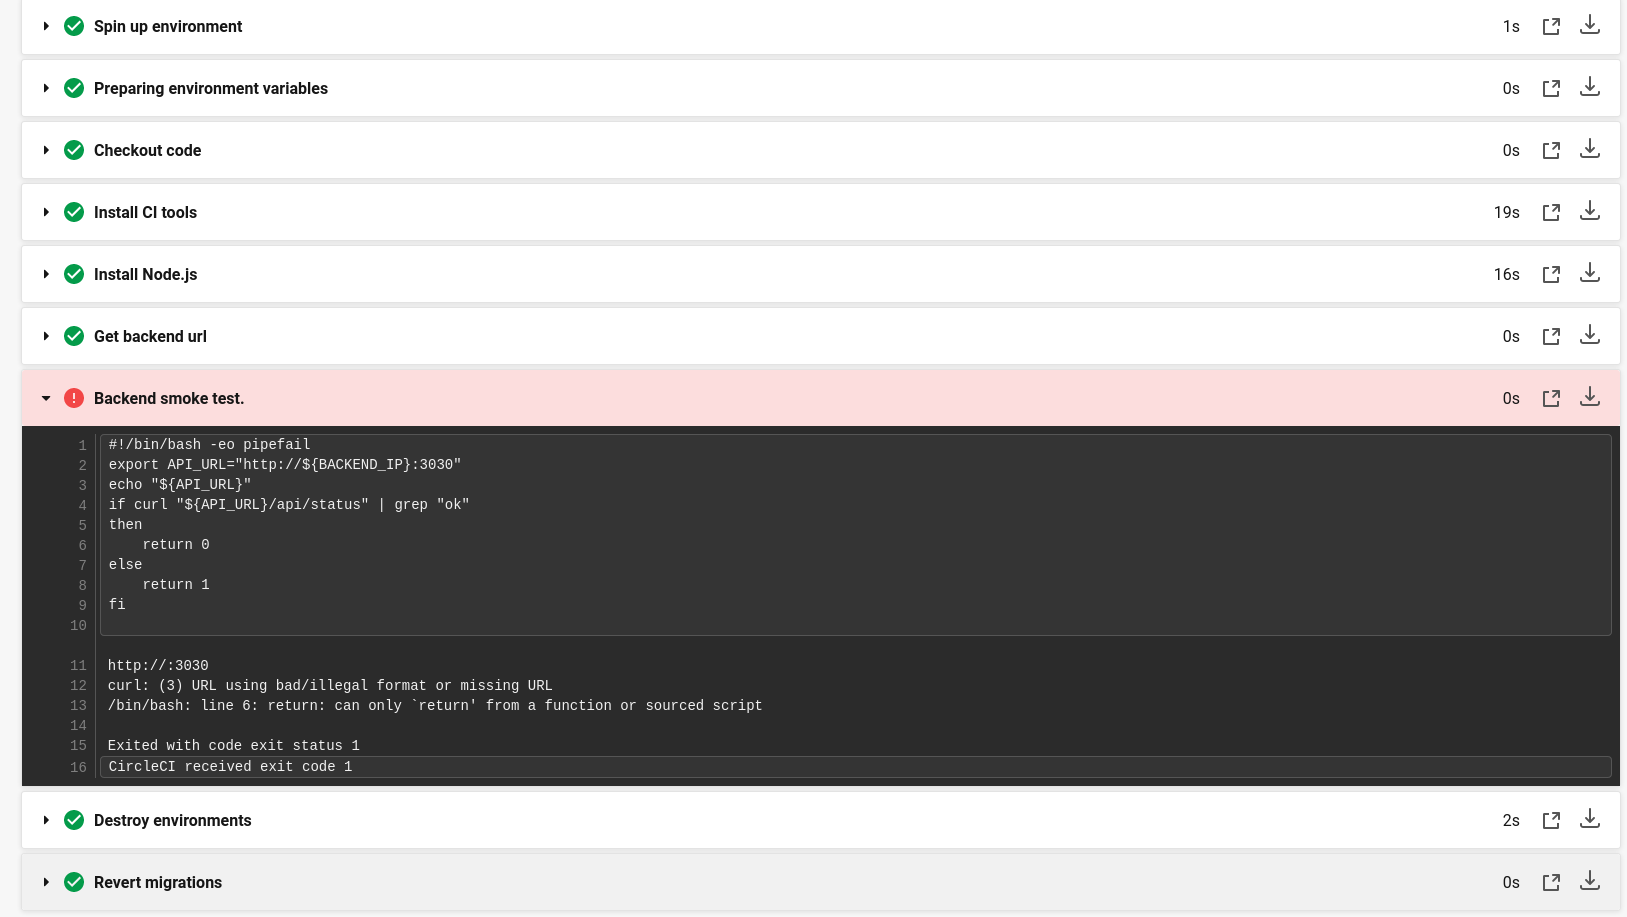 Spin up environment 1s
Preparing environment variables 0s
Checkout code 0s
Install CI tools 19s
Install Node.js 16s
Get backend url 0s
Backend smoke test. 0s
1 #!/bin/bash -eo pipefail
2 export API_URL="http://${BACKEND_IP}:3030"
3 echo "${API_URL}"
4 if curl "${API_URL}/api/status" | grep "ok"
5 then
6     return 0
7 else
8     return 1
9 fi
10
11 http://:3030
12 curl: (3) URL using bad/illegal format or missing URL
13 /bin/bash: line 6: return: can only `return' from a function or sourced script
14
15 Exited with code exit status 1
16 CircleCI received exit code 1
Destroy environments 2s
Revert migrations 0s